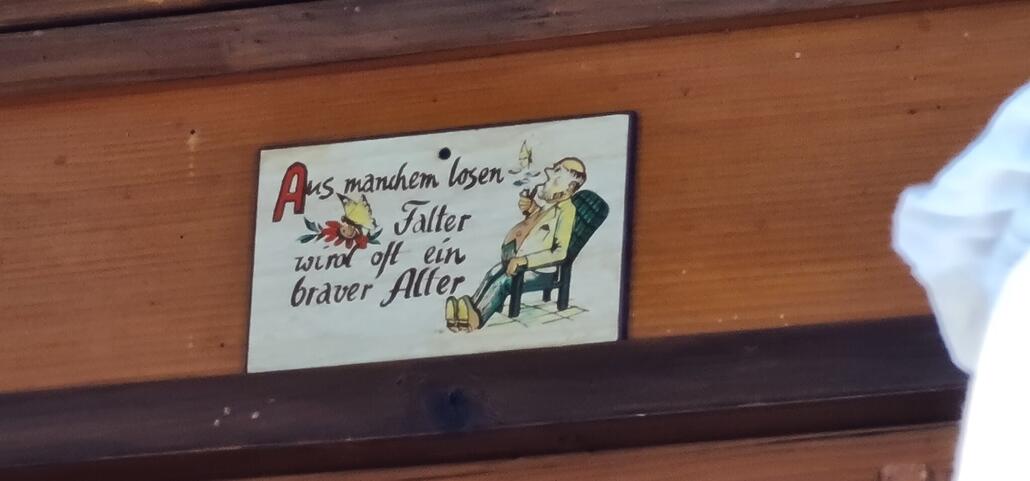 Aus manchem losen
Falter
wird oft ein
braver Alter